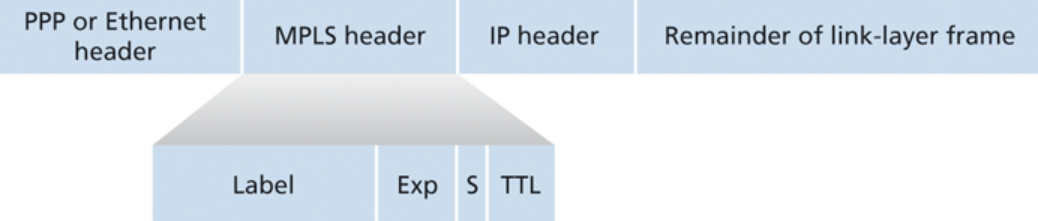 PPP or Ethernet
header
MPLS header
IP header
Remainder of link-layer frame
Label
Exp
S
TTL